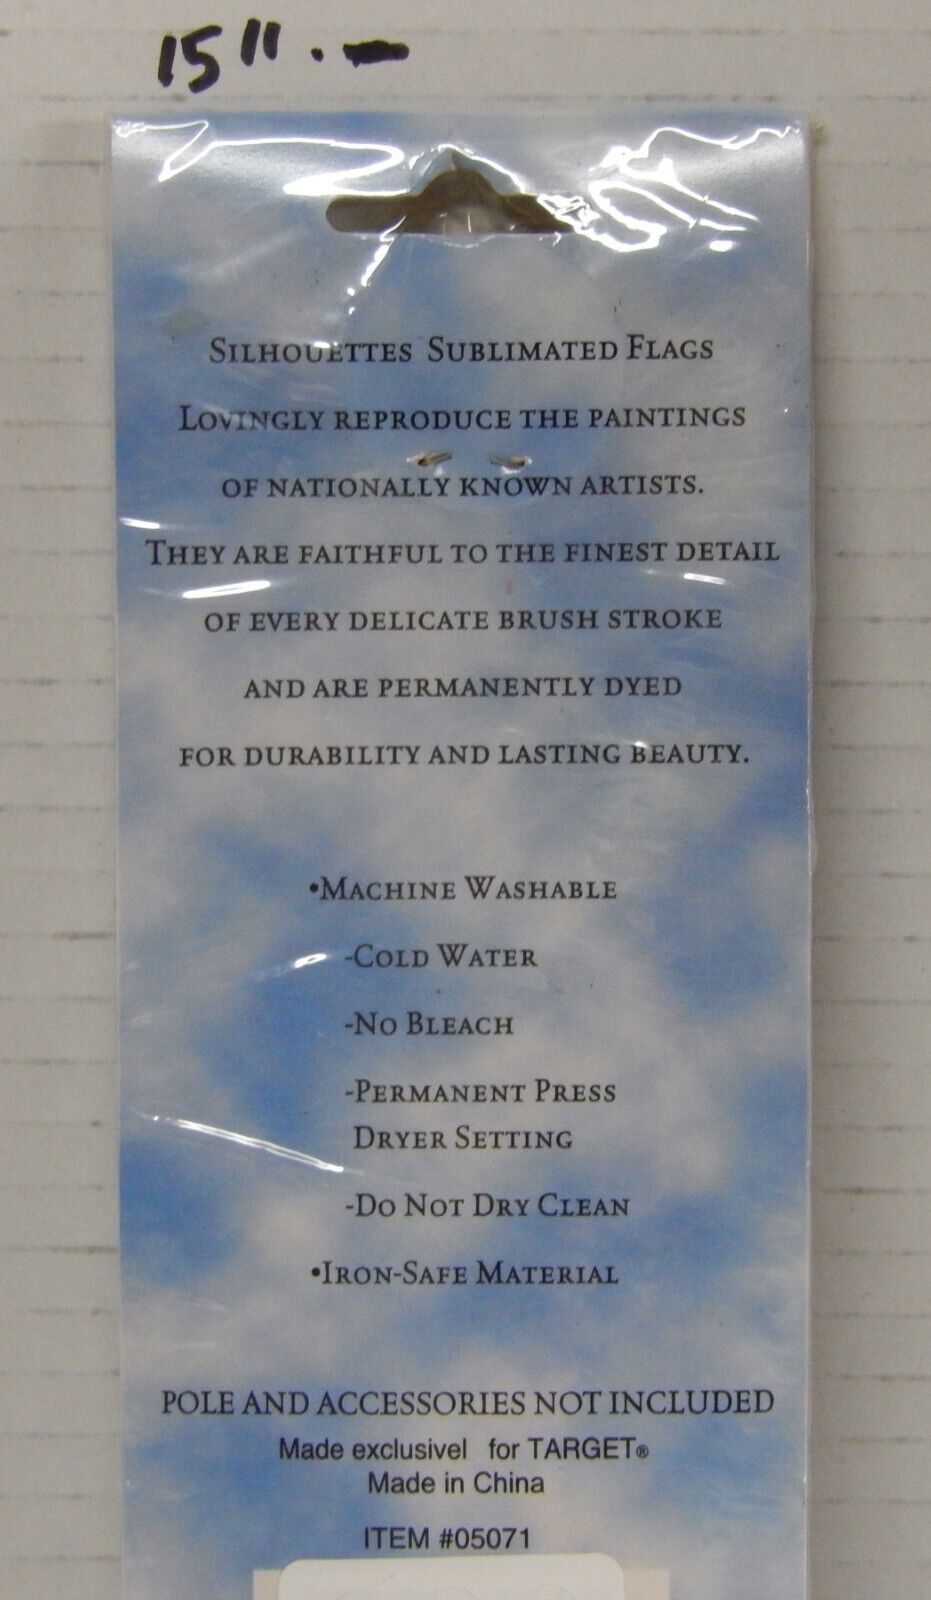 15".-
SILHOUETTES SUBLIMATED FLAGS
LOVINGLY REPRODUCE THE PAINTINGS
OF NATIONALLY KNOWN ARTISTS.
THEY ARE FAITHFUL TO THE FINEST DETAIL
OF EVERY DELICATE BRUSH STROKE
AND ARE PERMANENTLY DYED
FOR DURABILITY AND LASTING BEAUTY.
•MACHINE WASHABLE
-COLD WATER
-NO BLEACH
-PERMANENT PRESS
DRYER SETTING
-DO NOT DRY CLEAN
•IRON-SAFE MATERIAL
POLE AND ACCESSORIES NOT INCLUDED
Made exclusivel for TARGET®
Made in China
ITEM #05071